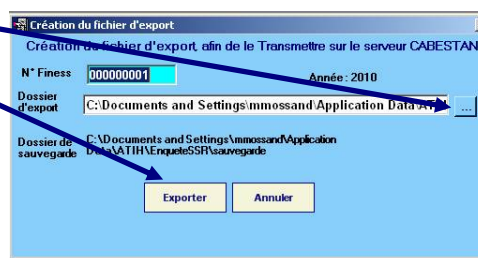 Création du fichier d'export
Création du fichier d'export, afin de le Transmettre sur le serveur CABESTAN
N° Finess 000000001 Année : 2010
Dossier d'export C:\Documents and Settings\mmossand\Application Data\ATIH ...
Dossier de sauvegarde C:\Documents and Settings\mmossand\Application
Data\ATIH\EnqueteSSR\sauvegarde
Exporter Annuler